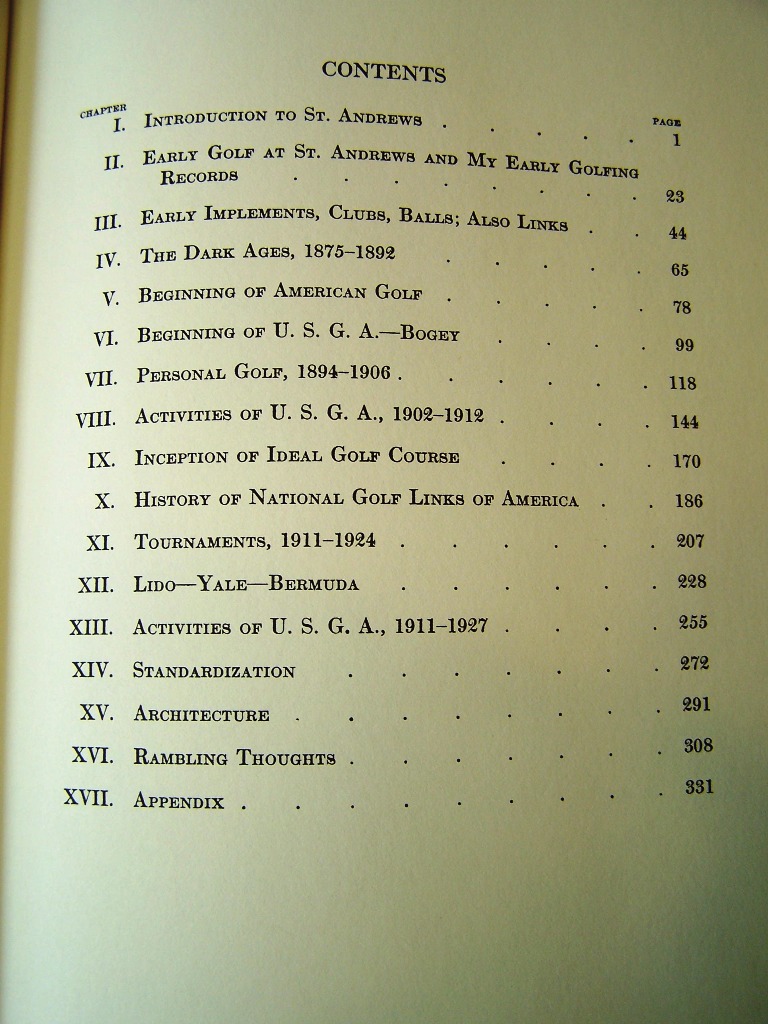 CONTENTS
CHAPTER PAGE
I. Introduction to St. Andrews . . . . . 1
II. Early Golf at St. Andrews and My Early Golfing
Records . . . . . . . . 23
III. Early Implements, Clubs, Balls; Also Links . . 44
IV. The Dark Ages, 1875–1892 . . . . . 65
V. Beginning of American Golf . . . . . 78
VI. Beginning of U. S. G. A.—Bogey . . . . 99
VII. Personal Golf, 1894–1906 . . . . . . 118
VIII. Activities of U. S. G. A., 1902–1912 . . . . 144
IX. Inception of Ideal Golf Course . . . . 170
X. History of National Golf Links of America . . 186
XI. Tournaments, 1911–1924 . . . . . . 207
XII. Lido—Yale—Bermuda . . . . . . 228
XIII. Activities of U. S. G. A., 1911–1927 . . . . 255
XIV. Standardization . . . . . . . 272
XV. Architecture . . . . . . . . 291
XVI. Rambling Thoughts . . . . . . . 308
XVII. Appendix . . . . . . . . . 331